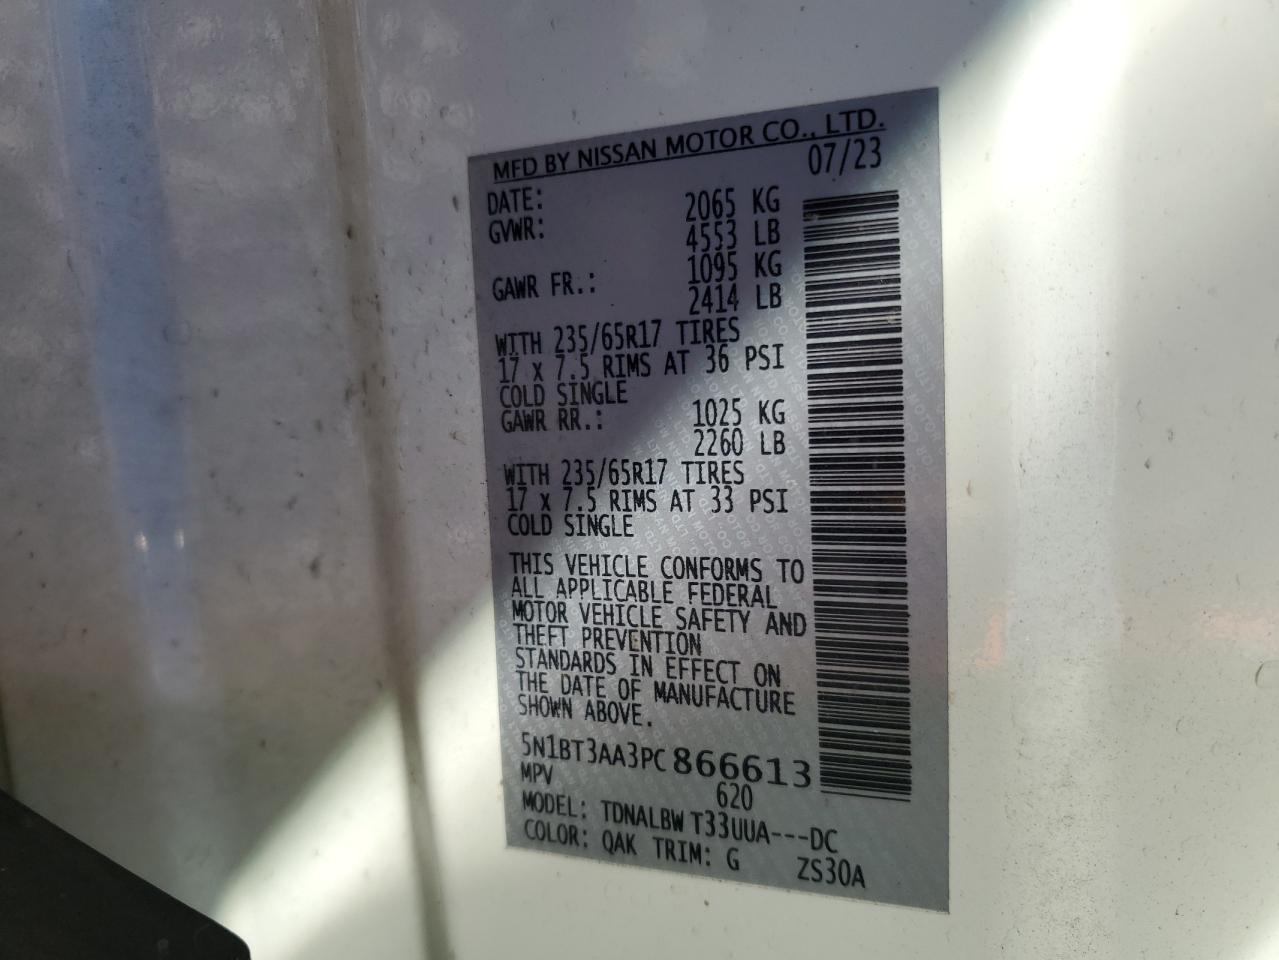 MFD BY NISSAN MOTOR CO., LTD.
DATE: 07/23
GVWR: 2065 KG
4553 LB
GAWR FR.: 1095 KG
2414 LB
WITH 235/65R17 TIRES
17 x 7.5 RIMS AT 36 PSI
COLD SINGLE
GAWR RR.: 1025 KG
2260 LB
WITH 235/65R17 TIRES
17 x 7.5 RIMS AT 33 PSI
COLD SINGLE
THIS VEHICLE CONFORMS TO
ALL APPLICABLE FEDERAL
MOTOR VEHICLE SAFETY AND
THEFT PREVENTION
STANDARDS IN EFFECT ON
THE DATE OF MANUFACTURE
SHOWN ABOVE.
5N1BT3AA3PC866613
MPV 620
MODEL: TDNALBW T33UUA---DC
COLOR: QAK TRIM: G ZS30A